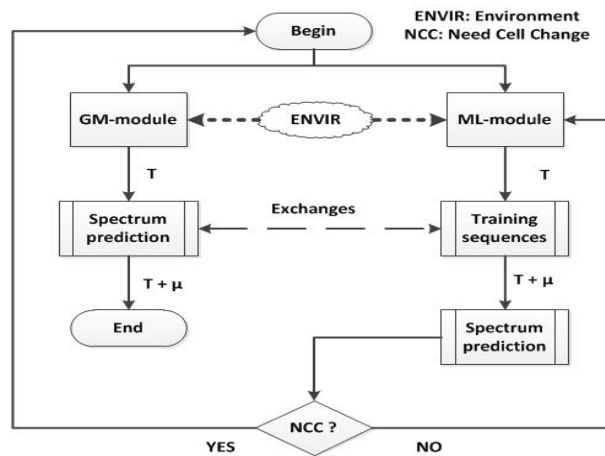 ENVIR: Environment
NCC: Need Cell Change
Begin
GM-module
ENVIR
ML-module
T
T
Spectrum
prediction
Exchanges
Training
sequences
T + μ
T + μ
End
Spectrum
prediction
NCC ?
YES
NO